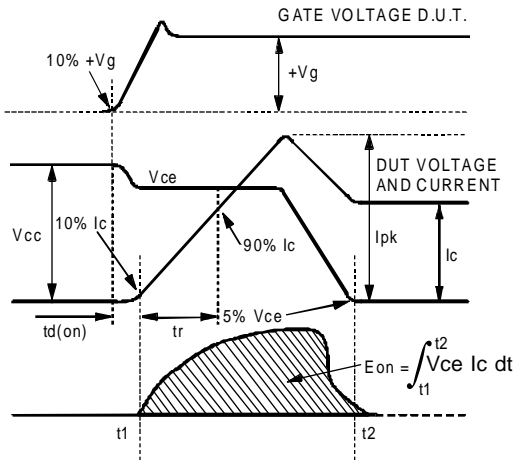 GATE VOLTAGE D.U.T.
10% +Vg
+Vg
Vce
DUT VOLTAGE
AND CURRENT
10% Ic
Vcc
90% Ic
Ipk
Ic
td(on)
tr
5% Vce
Eon = ∫ Vce Ic dt
t2
t1
t1
t2